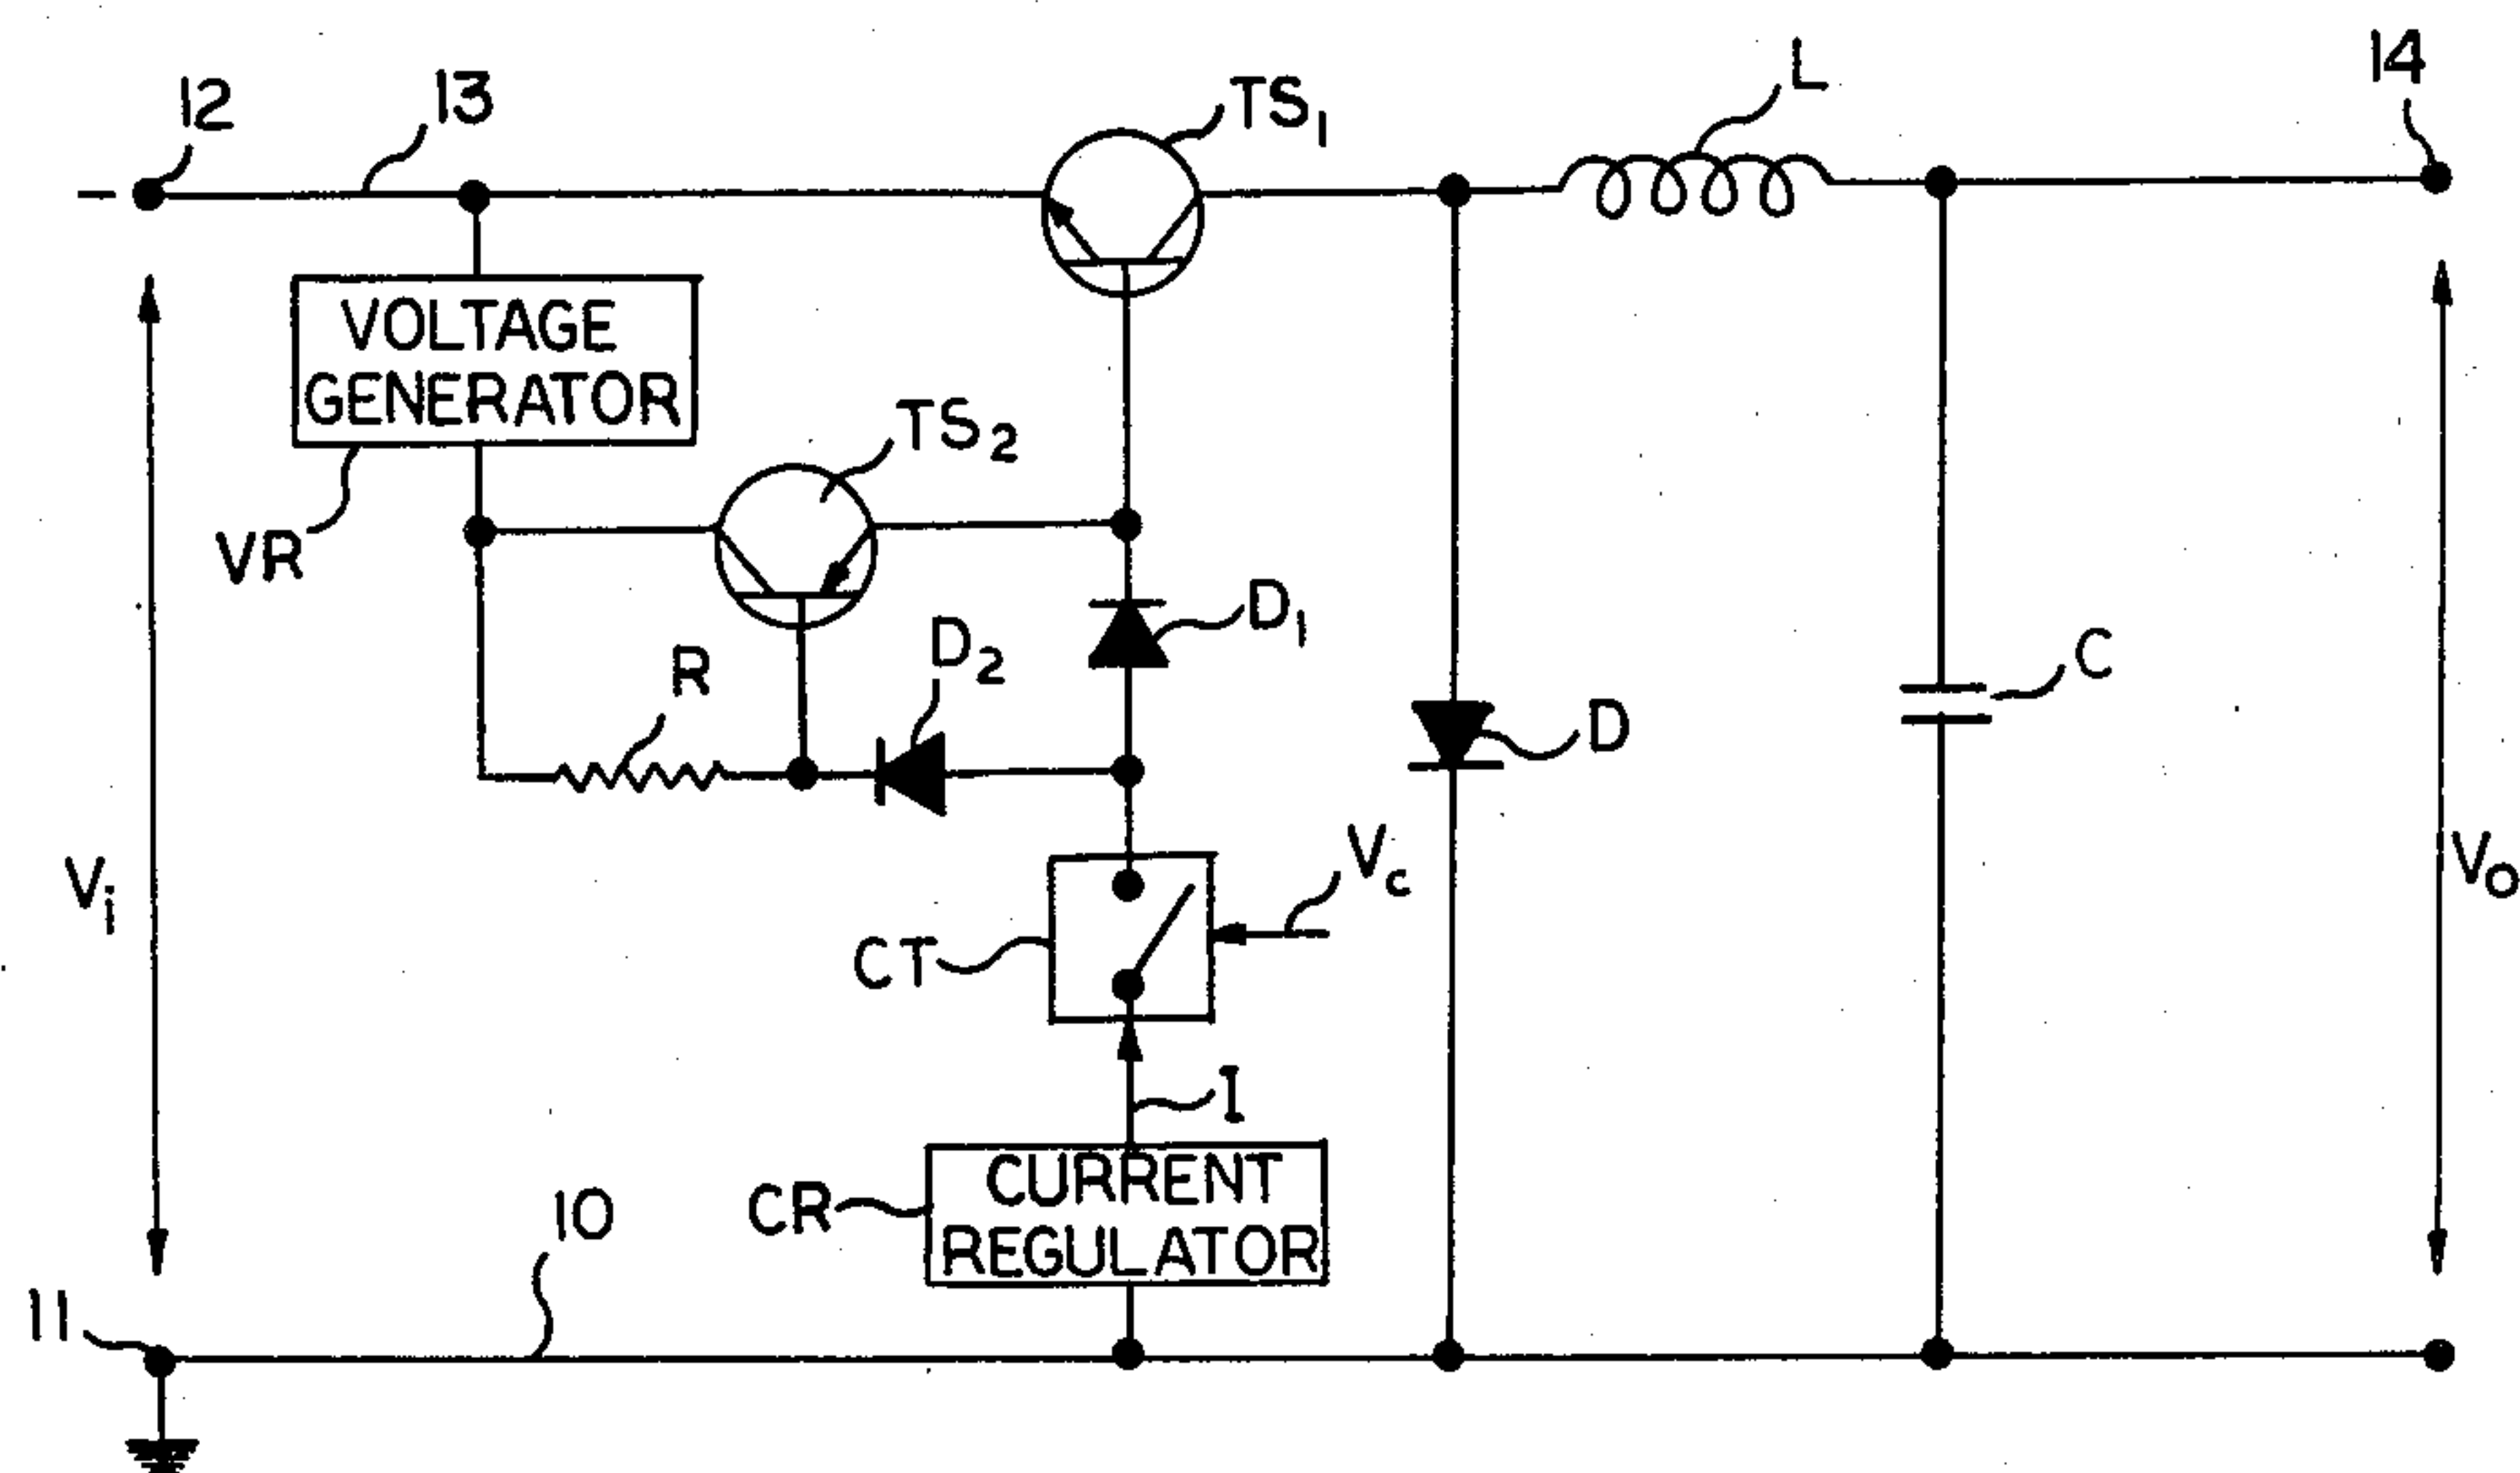 12
13
TS1
L
14
–
VOLTAGE
GENERATOR
TS2
VR
D1
D2
R
C
D
Vi
Vc
Vo
CT
I
CURRENT
REGULATOR
CR
10
11